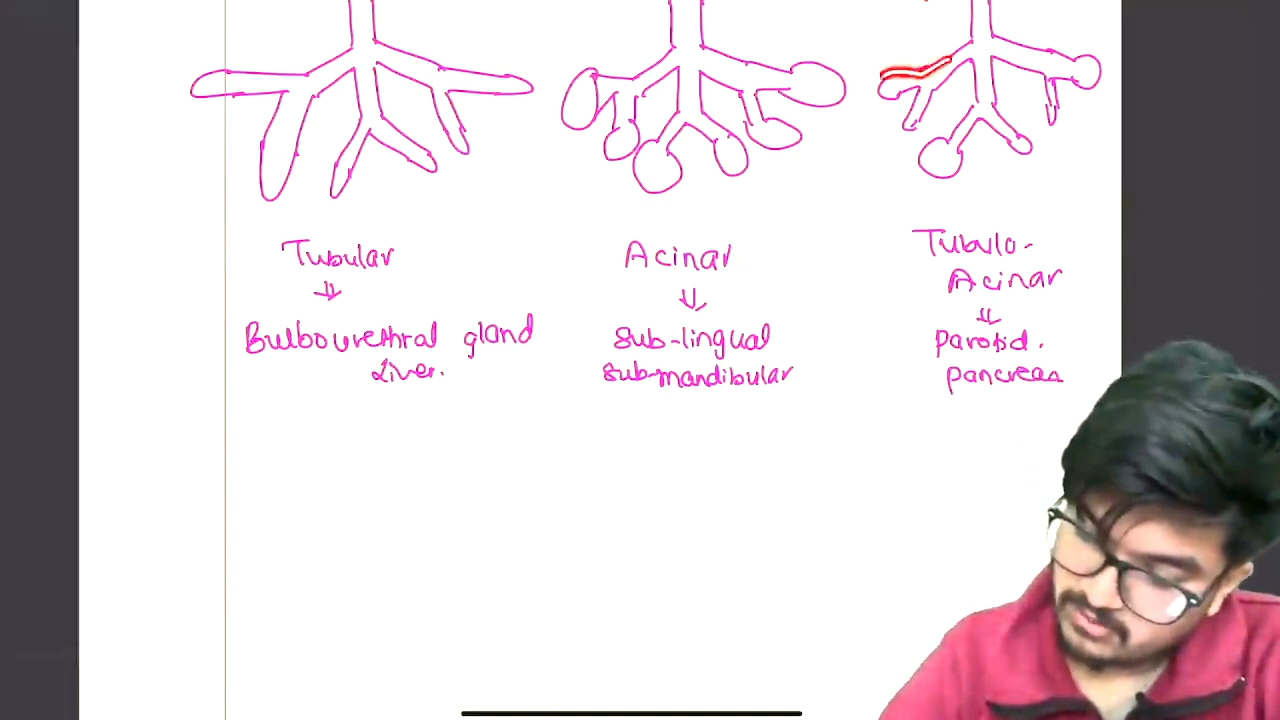 Tubular
⇓
Bulbourethral gland
Liver.
Acinar
⇓
Sub-lingual
Sub-mandibular
Tubulo-
Acinar
⇓
Parotid.
Pancreas